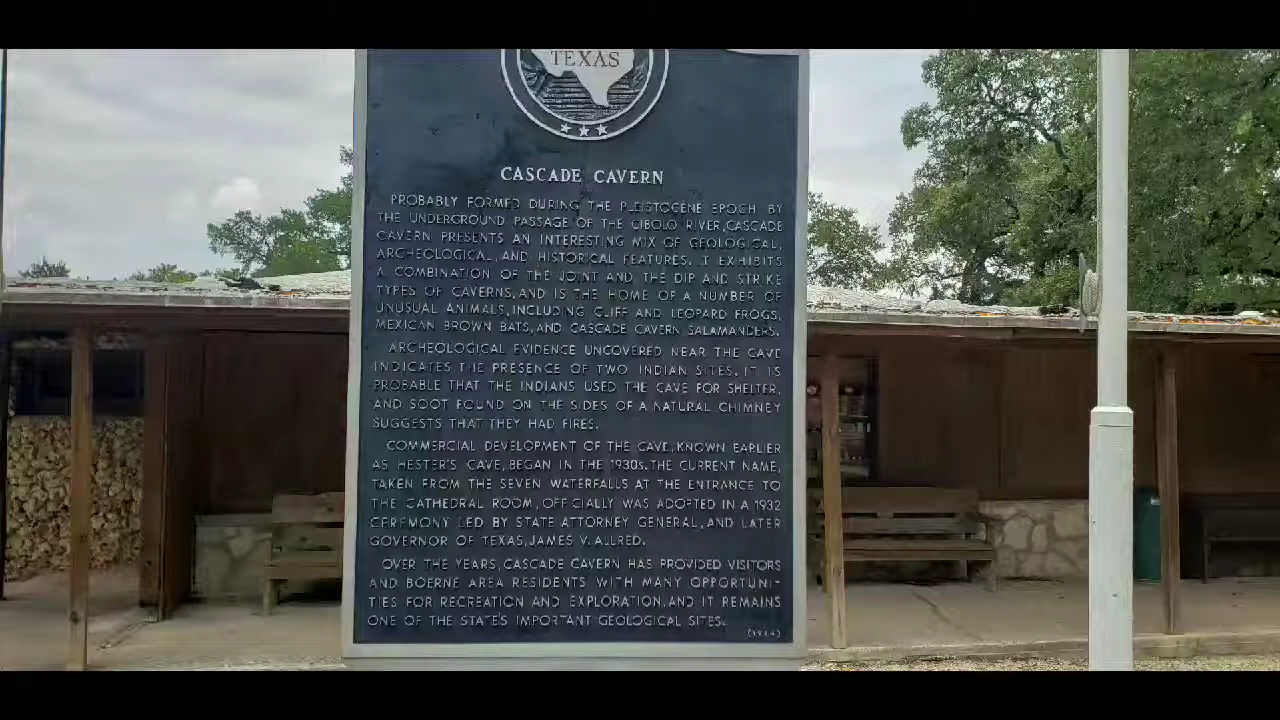 TEXAS
CASCADE CAVERN
PROBABLY FORMED DURING THE PLEISTOCENE EPOCH BY
THE UNDERGROUND PASSAGE OF THE CIBOLO RIVER, CASCADE
CAVERN PRESENTS AN INTERESTING MIX OF GEOLOGICAL,
ARCHEOLOGICAL, AND HISTORICAL FEATURES. IT EXHIBITS
A COMBINATION OF THE JOINT AND THE DIP AND STRIKE
TYPES OF CAVERNS, AND IS THE HOME OF A NUMBER OF
UNUSUAL ANIMALS, INCLUDING CLIFF AND LEOPARD FROGS,
MEXICAN BROWN BATS, AND CASCADE CAVERN SALAMANDERS.
ARCHEOLOGICAL EVIDENCE UNCOVERED NEAR THE CAVE
INDICATES THE PRESENCE OF TWO INDIAN SITES. IT IS
PROBABLE THAT THE INDIANS USED THE CAVE FOR SHELTER,
AND SOOT FOUND ON THE SIDES OF A NATURAL CHIMNEY
SUGGESTS THAT THEY HAD FIRES.
COMMERCIAL DEVELOPMENT OF THE CAVE, KNOWN EARLIER
AS HESTER'S CAVE, BEGAN IN THE 1930s. THE CURRENT NAME,
TAKEN FROM THE SEVEN WATERFALLS AT THE ENTRANCE TO
THE CATHEDRAL ROOM, OFFICIALLY WAS ADOPTED IN A 1932
CEREMONY LED BY STATE ATTORNEY GENERAL, AND LATER
GOVERNOR OF TEXAS, JAMES V. ALLRED.
OVER THE YEARS, CASCADE CAVERN HAS PROVIDED VISITORS
AND BOERNE AREA RESIDENTS WITH MANY OPPORTUNI-
TIES FOR RECREATION AND EXPLORATION, AND IT REMAINS
ONE OF THE STATE'S IMPORTANT GEOLOGICAL SITES.
(1984)